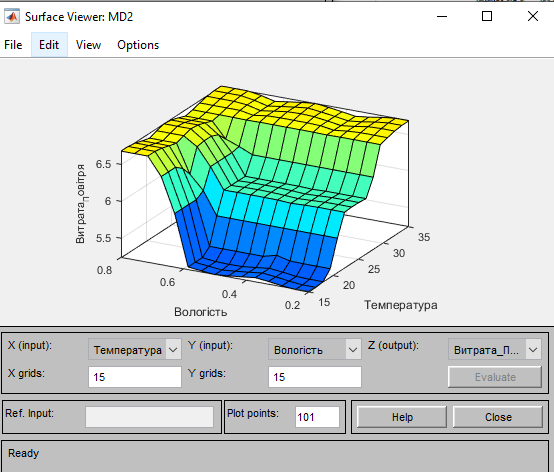 Surface Viewer: MD2
File Edit View Options
6.5
6
5.5
0.8
0.6
0.4
0.2
15
20
25
30
35
Витрата_Повітря
Вологість
Температура
X (input): Температура Y (input): Вологість Z (output): Витрата_П...
X grids: 15 Y grids: 15 Evaluate
Ref. Input: Plot points: 101 Help Close
Ready